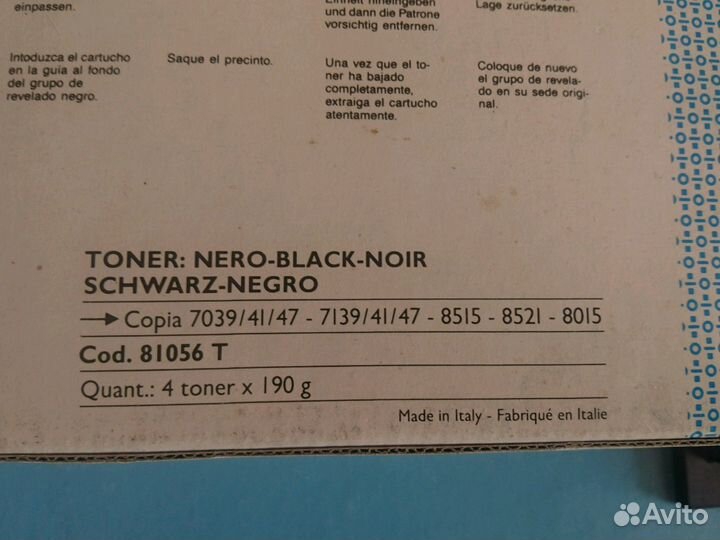 einpassen.
Einheit hineingeben
und dann die Patrone
vorsichtig entfernen.
Lage zurücksetzen.
Intoduzca el cartucho
en la guía al fondo
del grupo de
revelado negro.
Saque el precinto.
Una vez que el to-
ner ha bajado
completamente,
extraiga el cartucho
atentamente.
Coloque de nuevo
el grupo de revela-
do en su sede origi-
nal.
TONER: NERO-BLACK-NOIR
SCHWARZ-NEGRO
→ Copia 7039/41/47 - 7139/41/47 - 8515 - 8521 - 8015
Cod. 81056 T
Quant.: 4 toner x 190 g
Made in Italy - Fabriqué en Italie
Avito